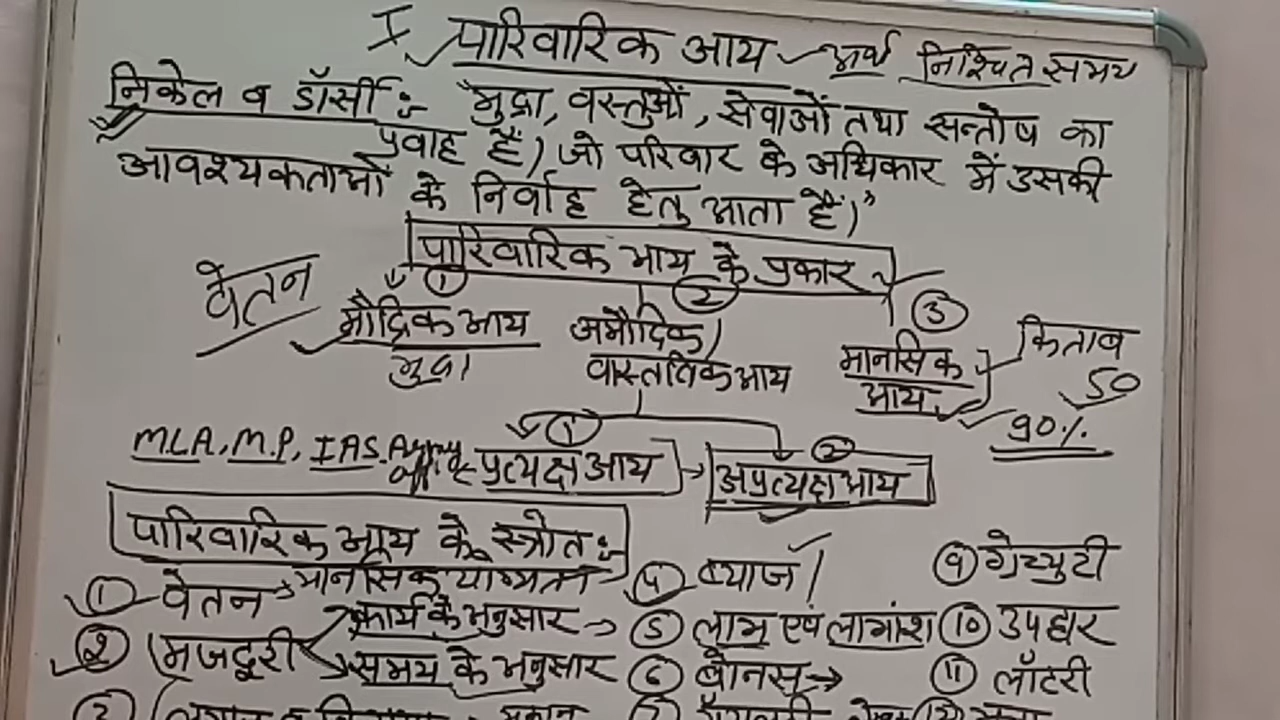 I पारिवारिक आय अर्थ निश्चित समय
निकेल व डॉर्सी :- "मुद्रा, वस्तुओं, सेवाओं तथा सन्तोष का
प्रवाह हैं) जो परिवार के अधिकार में उसकी
आवश्यकताओं के निर्वाह हेतु आता हैं।"
पारिवारिक आय के प्रकार
① ② ③
वेतन
मौद्रिक आय
मुद्रा
अमौद्रिक/
वास्तविक आय
मानसिक
आय
किताब
50
90%
MLA, M.P, IAS. Army
① प्रत्यक्ष आय
② अप्रत्यक्ष आय
पारिवारिक आय के स्त्रोत :-
① वेतन → मानसिक योग्यता
② मजदूरी
कार्य के अनुसार
समय के अनुसार
③
④ ब्याज
⑤ लाभ एवं लाभांश
⑥ बोनस →
⑨ ग्रेच्युटी
⑩ उपहार
⑪ लॉटरी